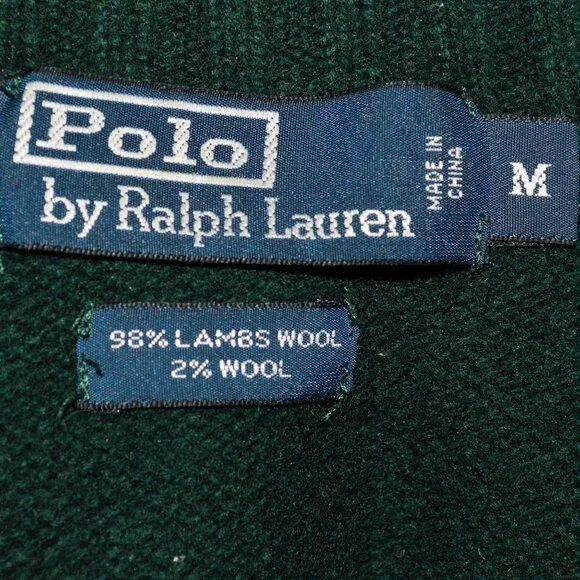 Polo
by Ralph Lauren
MADE IN
CHINA
M
98% LAMBS WOOL
2% WOOL